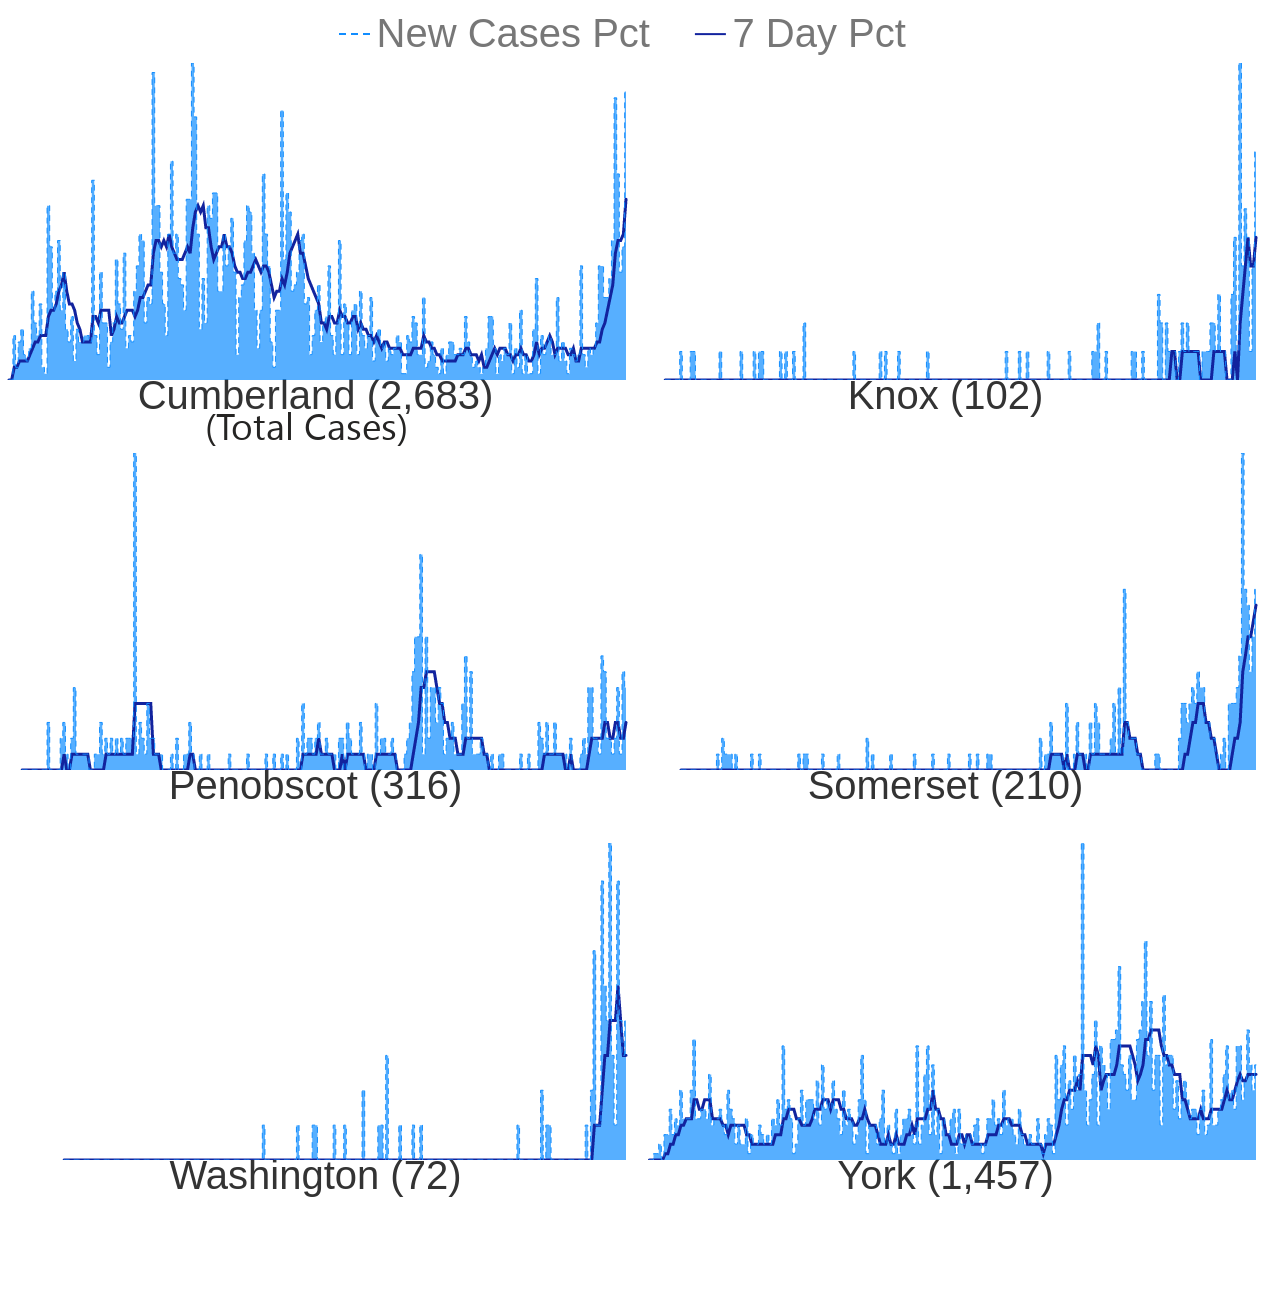 New Cases Pct 7 Day Pct
Cumberland (2,683) Knox (102)
(Total Cases)
Penobscot (316) Somerset (210)
Washington (72) York (1,457)